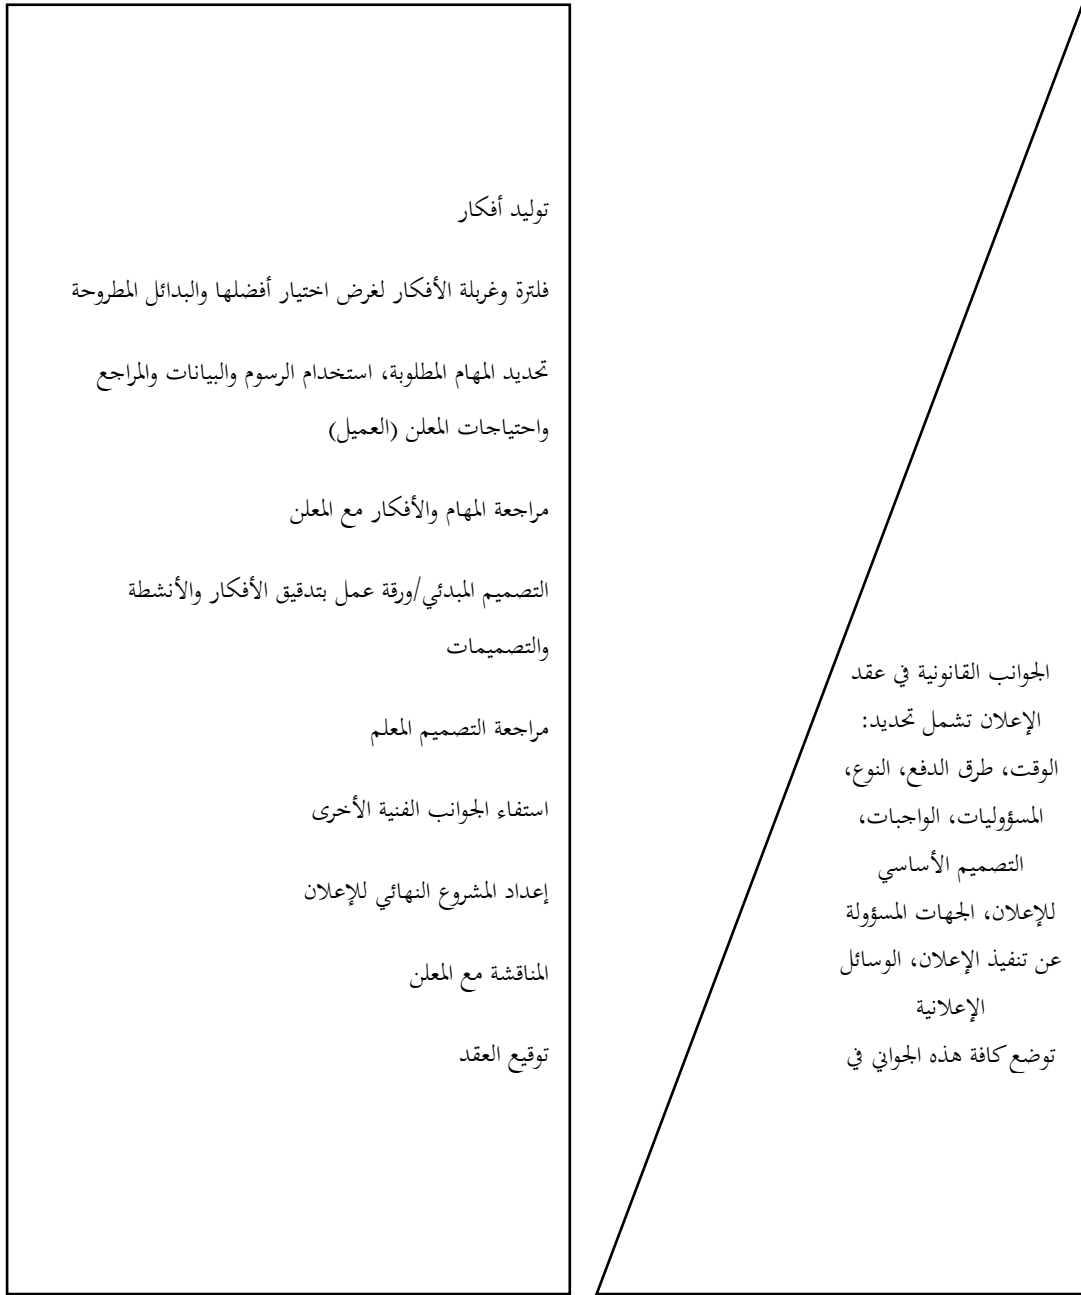 توليد أفكار
فلترة وغربلة الأفكار لغرض اختيار أفضلها والبدائل المطروحة
تحديد المهام المطلوبة، استخدام الرسوم والبيانات والمراجع
واحتياجات المعلن (العميل)
مراجعة المهام والأفكار مع المعلن
التصميم المبدئي/ورقة عمل بتدقيق الأفكار والأنشطة
والتصميمات
مراجعة التصميم المعلم
استفاء الجوانب الفنية الأخرى
إعداد المشروع النهائي للإعلان
المناقشة مع المعلن
توقيع العقد
الجوانب القانونية في عقد
الإعلان تشمل تحديد:
الوقت، طرق الدفع، النوع،
المسؤوليات، الواجبات،
التصميم الأساسي
للإعلان، الجهات المسؤولة
عن تنفيذ الإعلان، الوسائل
الإعلانية
توضع كافة هذه الجواني في